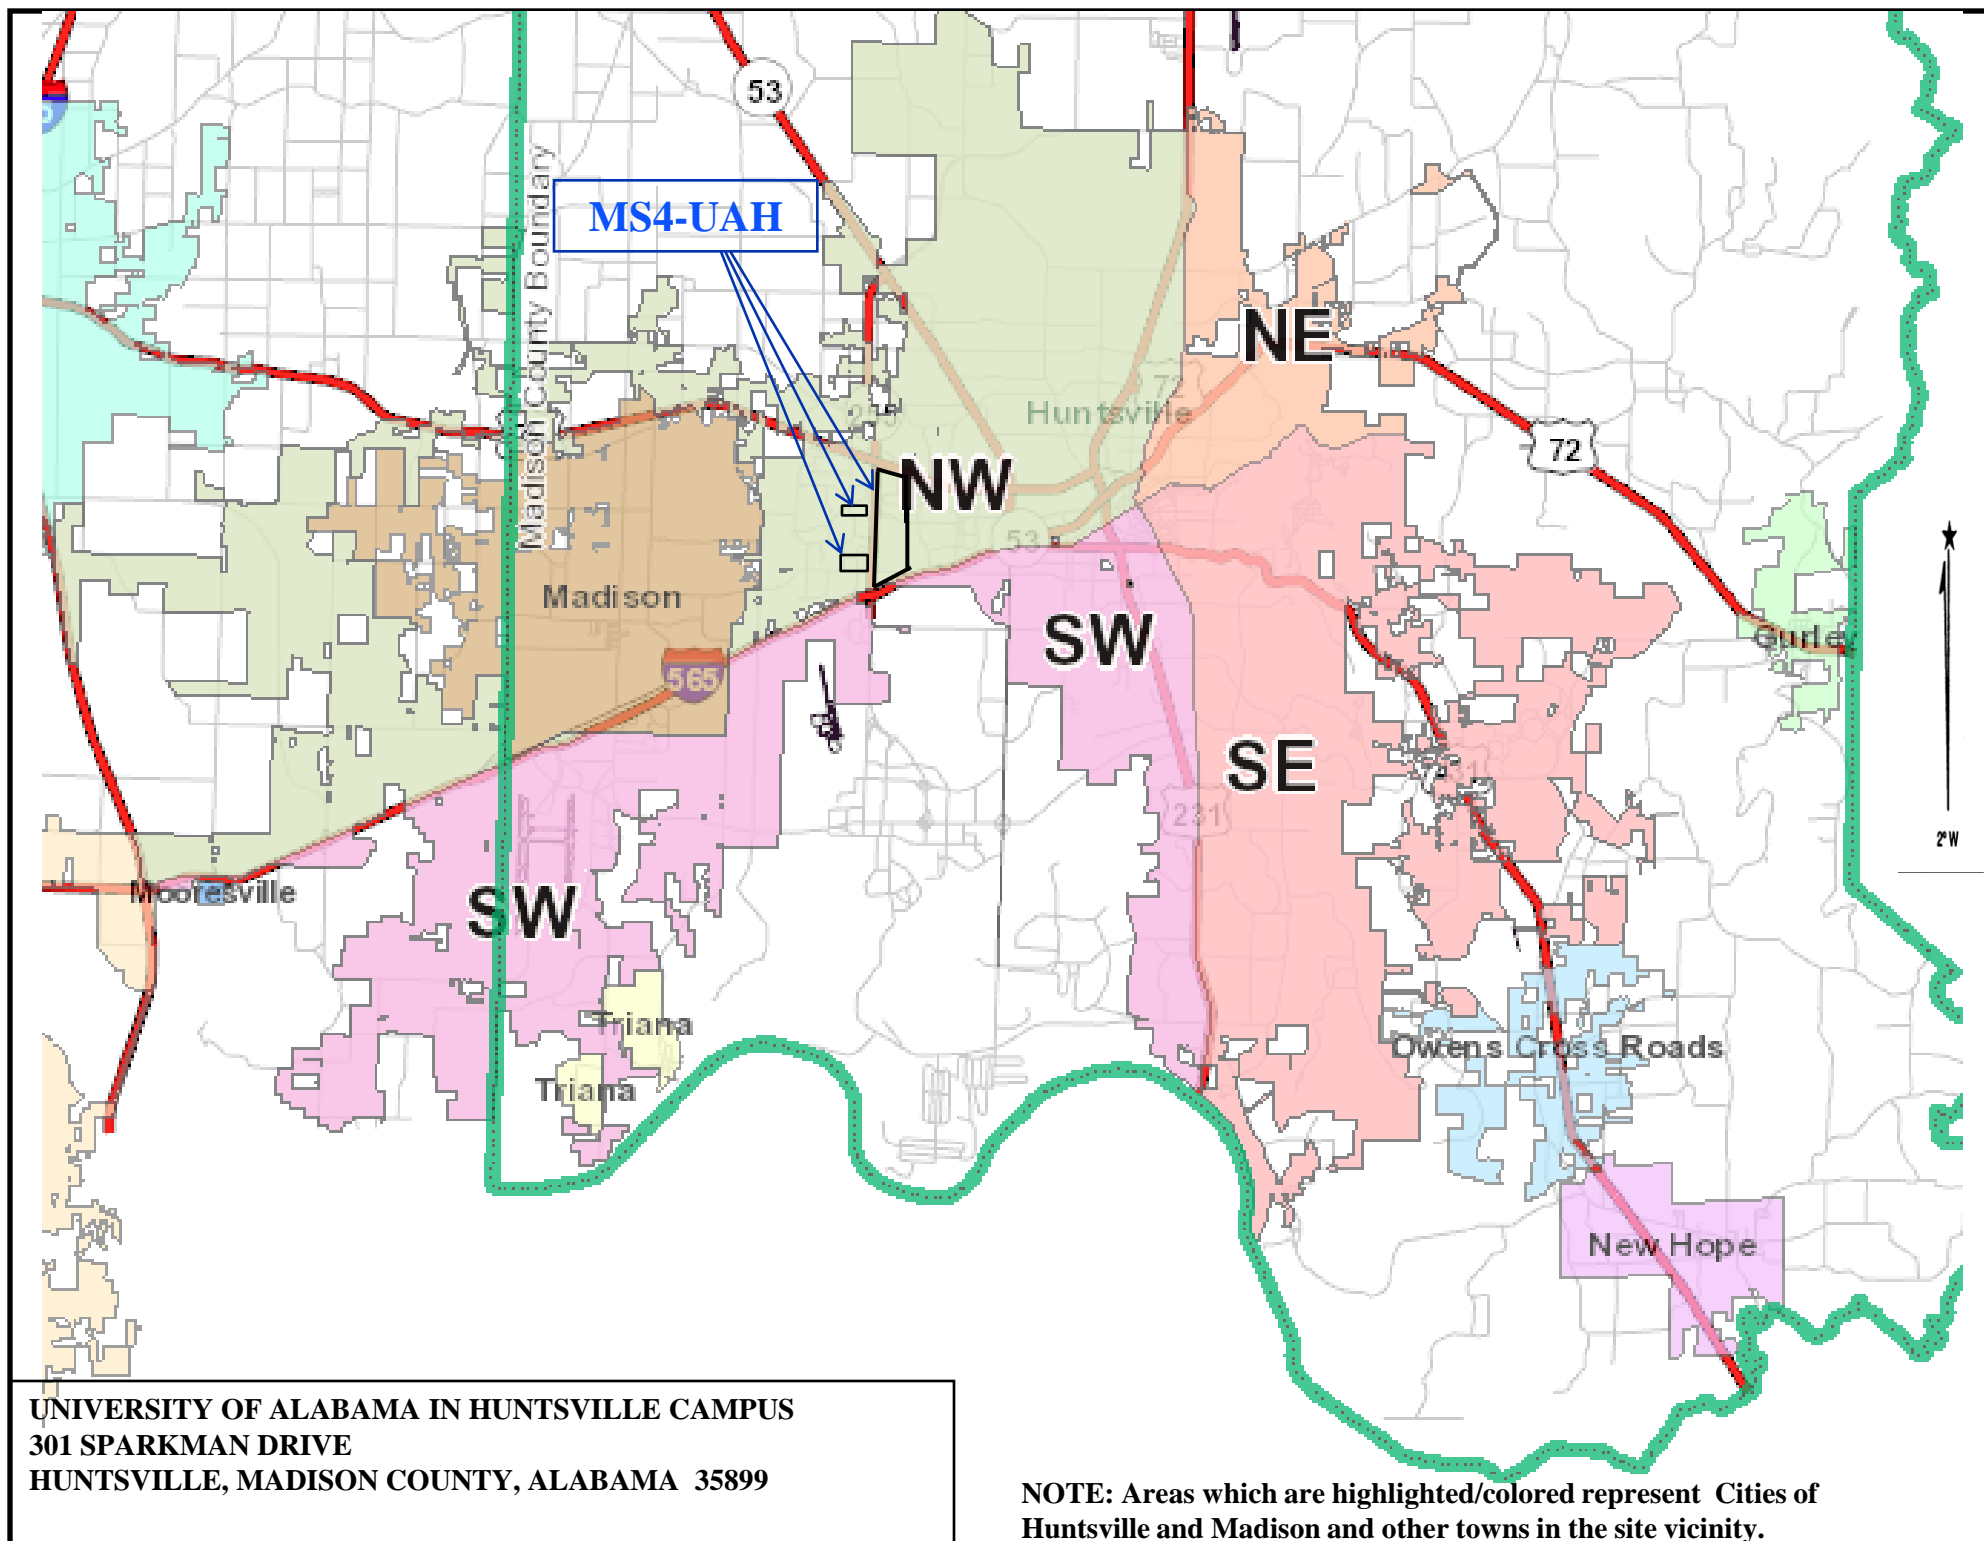 53
MS4-UAH
Madison County Boundary
NE
72
Huntsville
72
NW
53
Madison
565
SW
Gurley
SE
231
2°W
Mooresville
SW
Triana
Triana
Owens Cross Roads
New Hope
UNIVERSITY OF ALABAMA IN HUNTSVILLE CAMPUS
301 SPARKMAN DRIVE
HUNTSVILLE, MADISON COUNTY, ALABAMA 35899
NOTE: Areas which are highlighted/colored represent Cities of
Huntsville and Madison and other towns in the site vicinity.